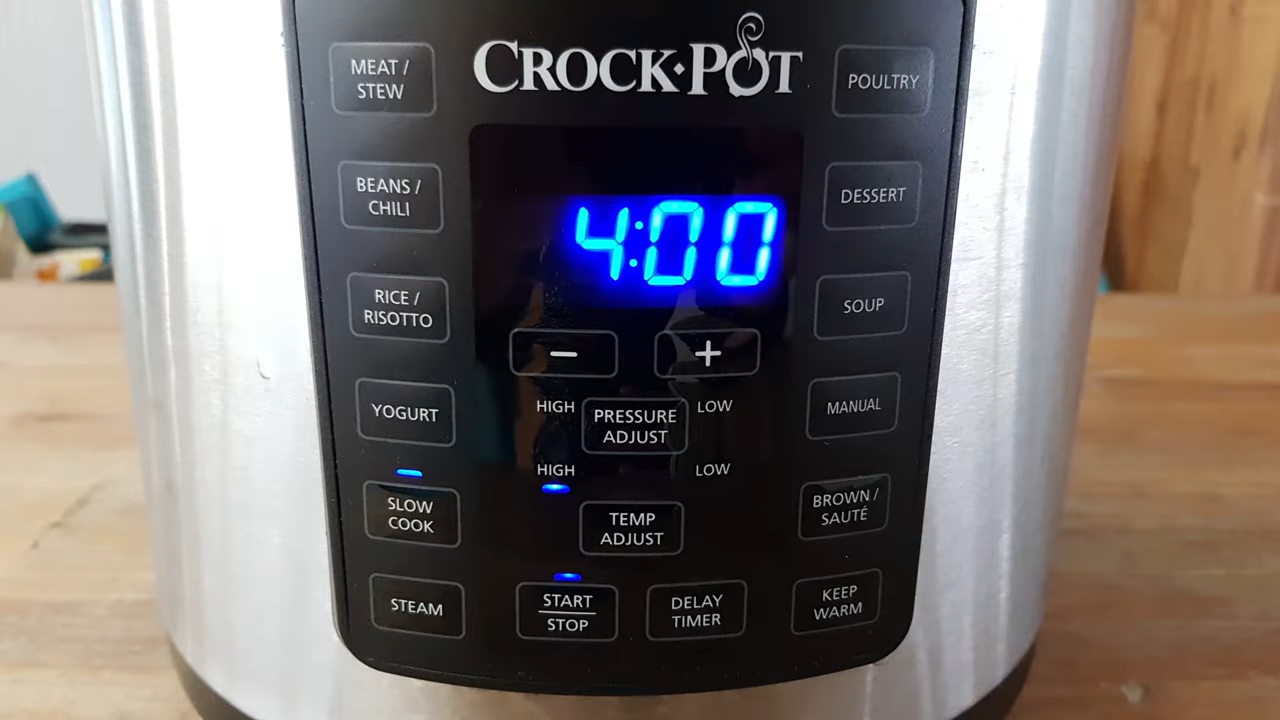 CROCK•POT
MEAT /
STEW
POULTRY
BEANS /
CHILI
DESSERT
4:00
RICE /
RISOTTO
SOUP
− +
YOGURT
HIGH
PRESSURE
ADJUST
LOW
MANUAL
HIGH
LOW
SLOW
COOK
TEMP
ADJUST
BROWN /
SAUTÉ
STEAM
START
STOP
DELAY
TIMER
KEEP
WARM